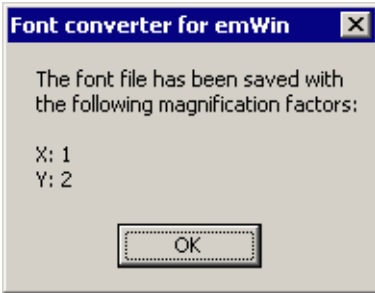 Font converter for emWin
The font file has been saved with
the following magnification factors:
X: 1
Y: 2
OK